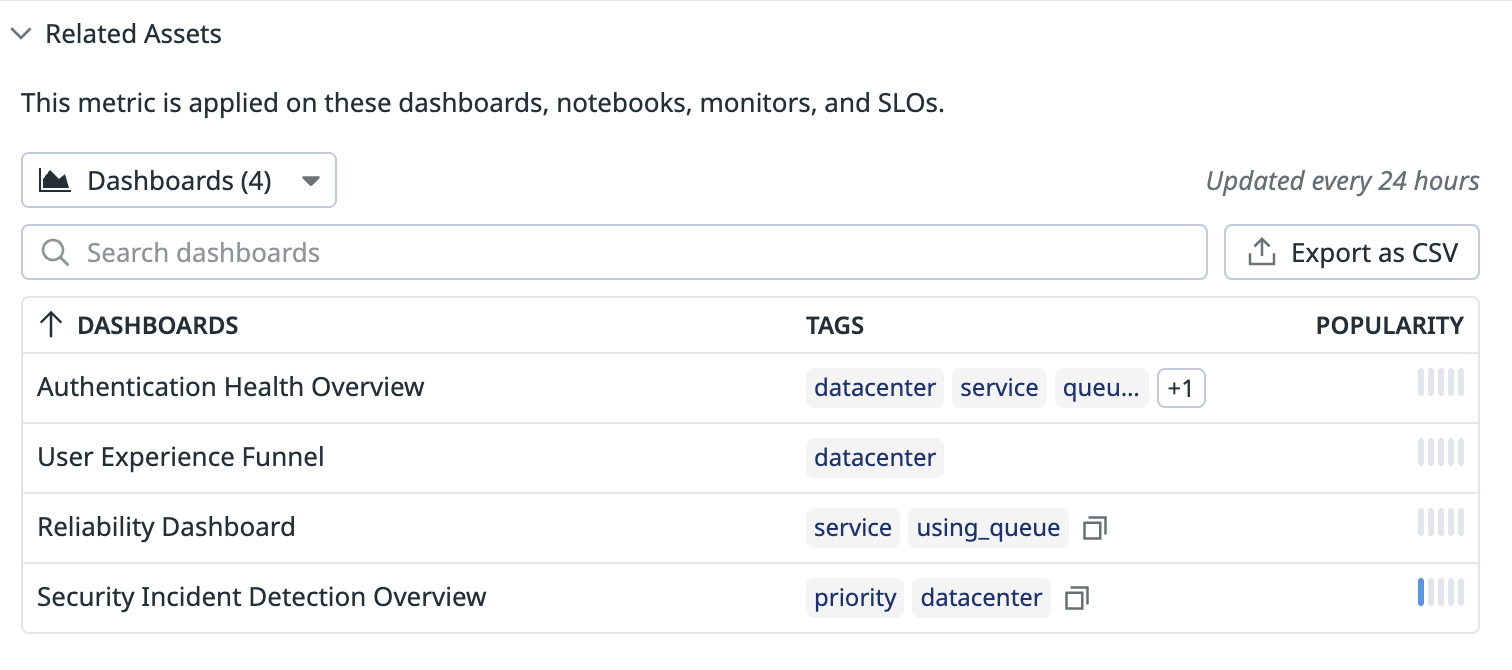 Related Assets
This metric is applied on these dashboards, notebooks, monitors, and SLOs.
Dashboards (4)
Updated every 24 hours
Search dashboards
Export as CSV
DASHBOARDS TAGS POPULARITY
Authentication Health Overview datacenter service queu... +1
User Experience Funnel datacenter
Reliability Dashboard service using_queue
Security Incident Detection Overview priority datacenter